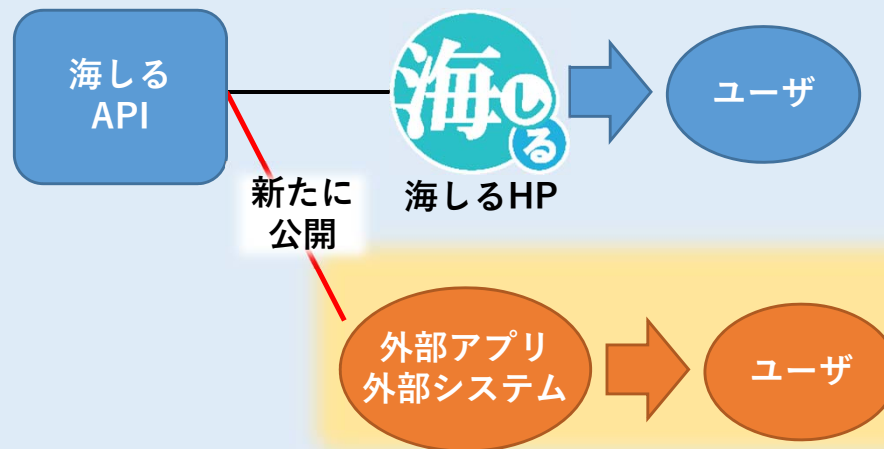 海しる
API
海しる
ユーザ
海しるHP
新たに
公開
外部アプリ
外部システム
ユーザ